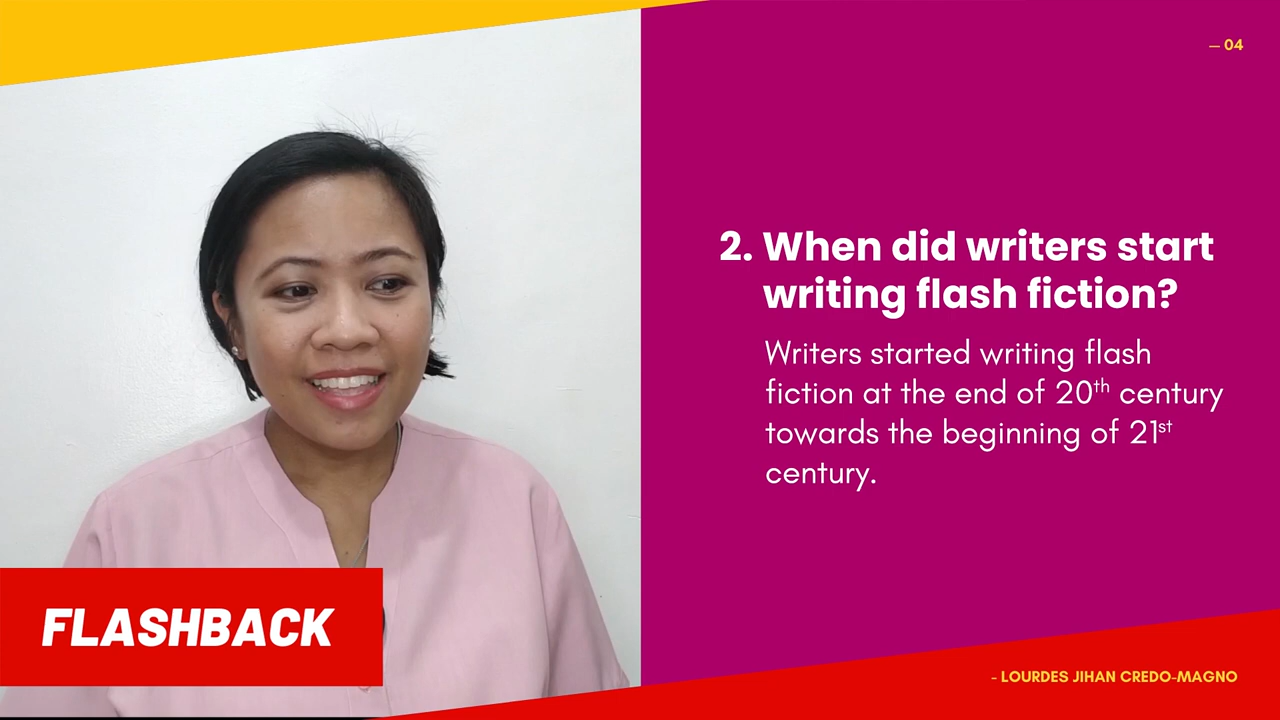 — 04
2. When did writers start
writing flash fiction?
Writers started writing flash
fiction at the end of 20th century
towards the beginning of 21st
century.
FLASHBACK
- LOURDES JIHAN CREDO-MAGNO